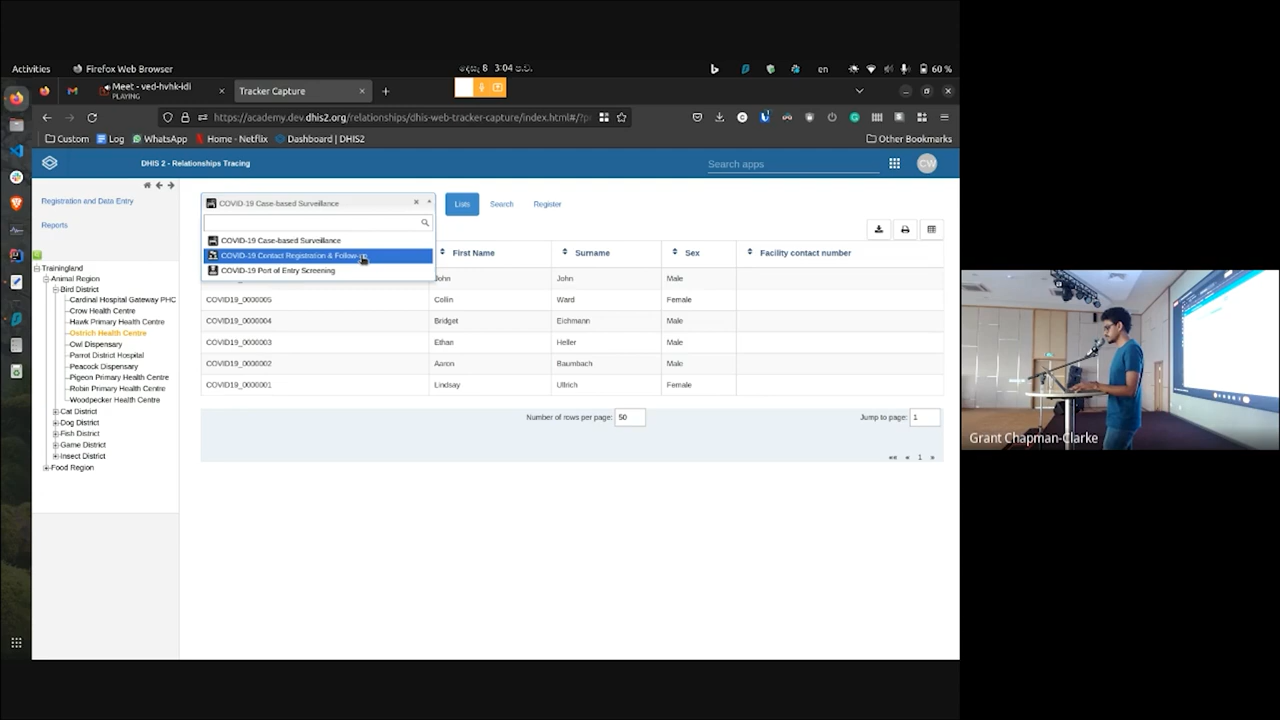 Activities
Firefox Web Browser
දෙසැ 8 3:04 ප.ව.
en
60 %
Meet - ved-hvhk-idi
PLAYING
Tracker Capture
https://academy.dev.dhis2.org/relationships/dhis-web-tracker-capture/index.html#/?p
Custom
Log
WhatsApp
Home - Netflix
Dashboard | DHIS2
Other Bookmarks
DHIS 2 - Relationships Tracing
Search apps
CW
Registration and Data Entry
Reports
Trainingland
Animal Region
Bird District
Cardinal Hospital Gateway PHC
Crow Health Centre
Hawk Primary Health Centre
Ostrich Health Centre
Owl Dispensary
Parrot District Hospital
Peacock Dispensary
Pigeon Primary Health Centre
Robin Primary Health Centre
Woodpecker Health Centre
Cat District
Dog District
Fish District
Game District
Insect District
Food Region
COVID-19 Case-based Surveillance
Lists
Search
Register
COVID-19 Case-based Surveillance
COVID-19 Contact Registration & Follow-up
COVID-19 Port of Entry Screening
First Name Surname Sex Facility contact number
John John Male
COVID19_0000005 Collin Ward Female
COVID19_0000004 Bridget Eichmann Male
COVID19_0000003 Ethan Heller Male
COVID19_0000002 Aaron Baumbach Male
COVID19_0000001 Lindsay Ullrich Female
Number of rows per page: 50
Jump to page: 1
«« « 1 »
Grant Chapman-Clarke